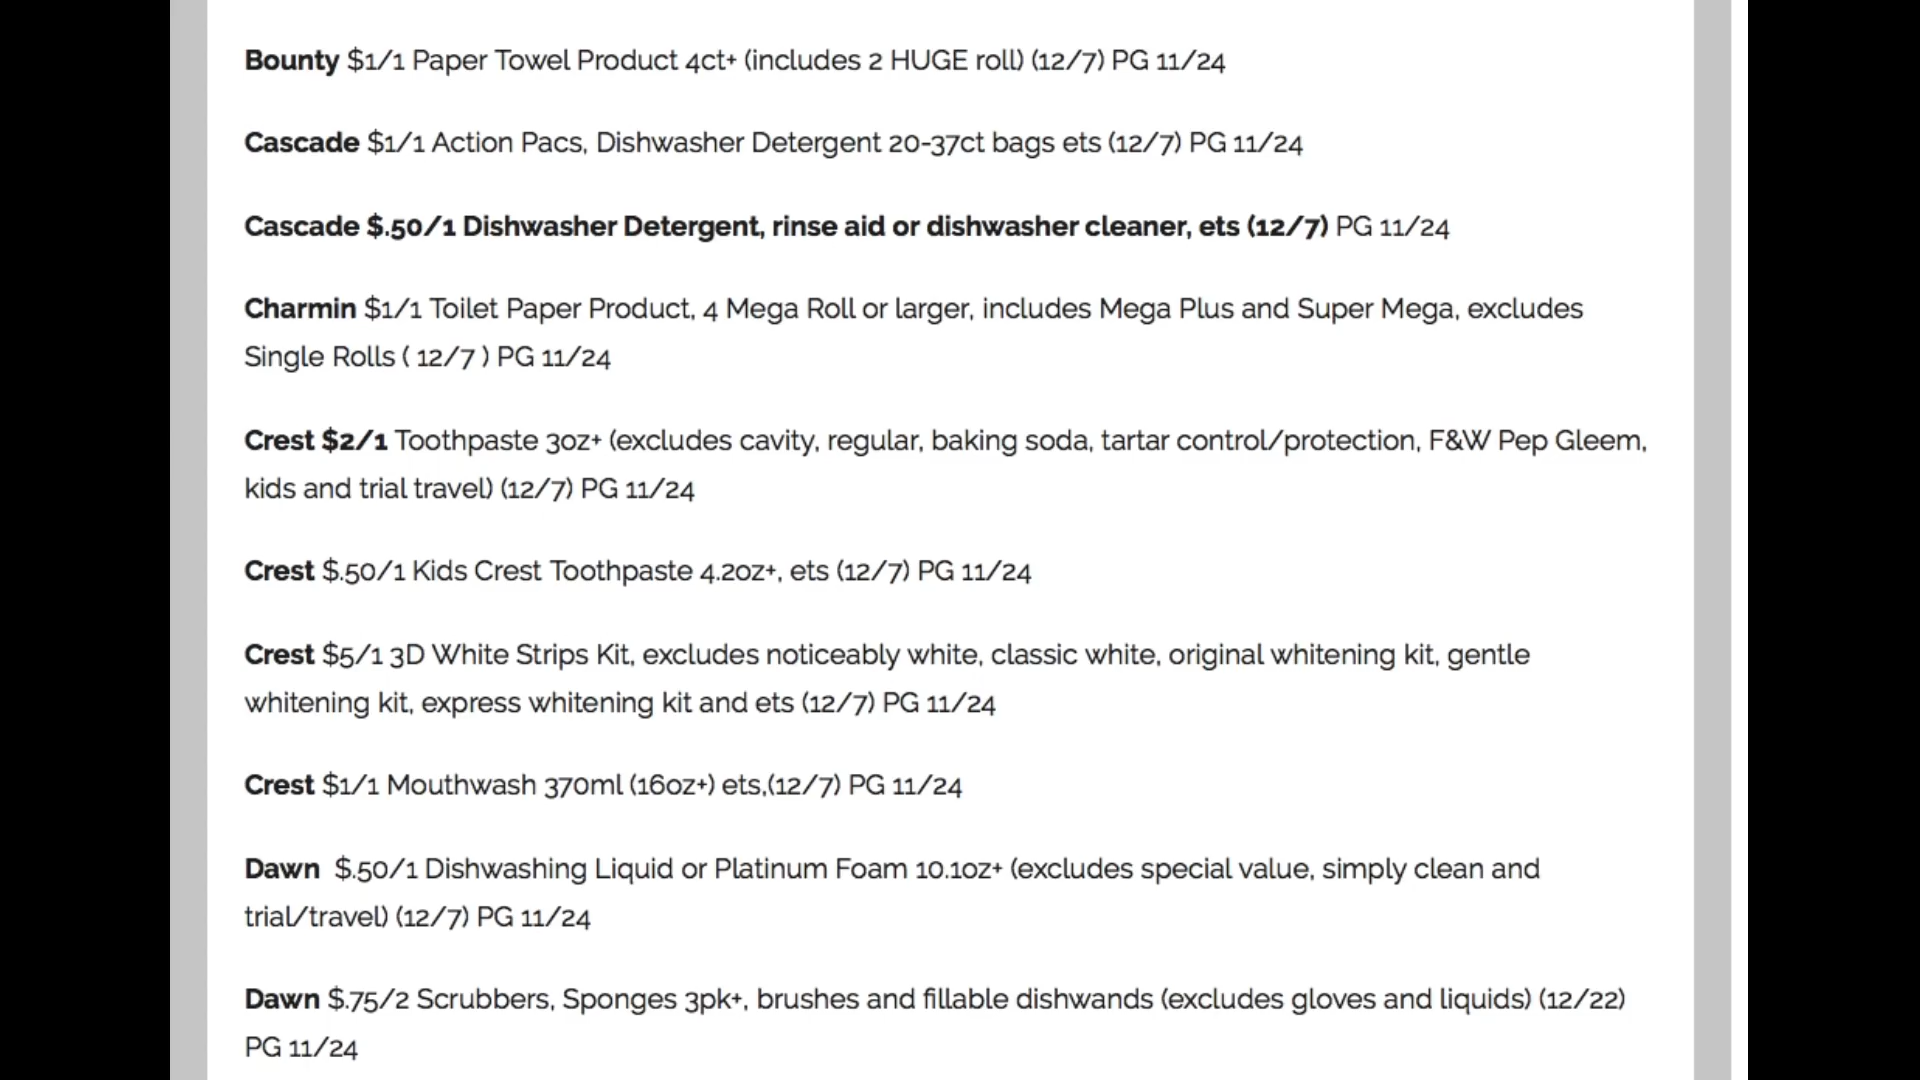 Bounty $1/1 Paper Towel Product 4ct+ (includes 2 HUGE roll) (12/7) PG 11/24
Cascade $1/1 Action Pacs, Dishwasher Detergent 20-37ct bags ets (12/7) PG 11/24
Cascade $.50/1 Dishwasher Detergent, rinse aid or dishwasher cleaner, ets (12/7) PG 11/24
Charmin $1/1 Toilet Paper Product, 4 Mega Roll or larger, includes Mega Plus and Super Mega, excludes
Single Rolls ( 12/7 ) PG 11/24
Crest $2/1 Toothpaste 3oz+ (excludes cavity, regular, baking soda, tartar control/protection, F&W Pep Gleem,
kids and trial travel) (12/7) PG 11/24
Crest $.50/1 Kids Crest Toothpaste 4.2oz+, ets (12/7) PG 11/24
Crest $5/1 3D White Strips Kit, excludes noticeably white, classic white, original whitening kit, gentle
whitening kit, express whitening kit and ets (12/7) PG 11/24
Crest $1/1 Mouthwash 370ml (16oz+) ets,(12/7) PG 11/24
Dawn  $.50/1 Dishwashing Liquid or Platinum Foam 10.1oz+ (excludes special value, simply clean and
trial/travel) (12/7) PG 11/24
Dawn $.75/2 Scrubbers, Sponges 3pk+, brushes and fillable dishwands (excludes gloves and liquids) (12/22)
PG 11/24